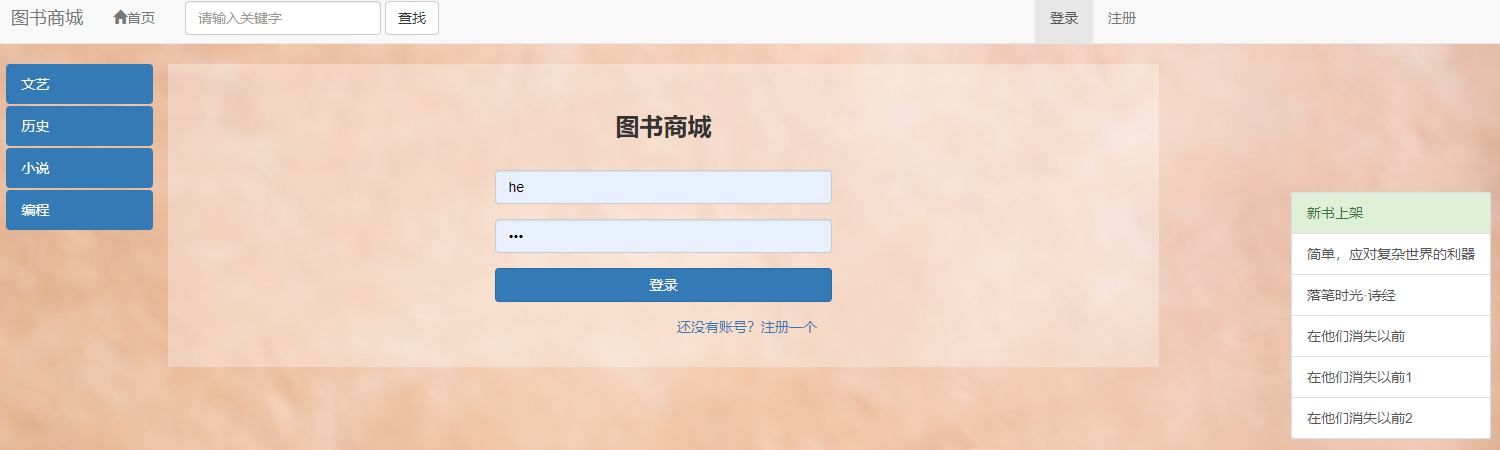 图书商城 首页 请输入关键字 查找 登录 注册
文艺
历史
小说
编程
图书商城
he
•••
登录
还没有账号？注册一个
新书上架
简单，应对复杂世界的利器
落笔时光·诗经
在他们消失以前
在他们消失以前1
在他们消失以前2